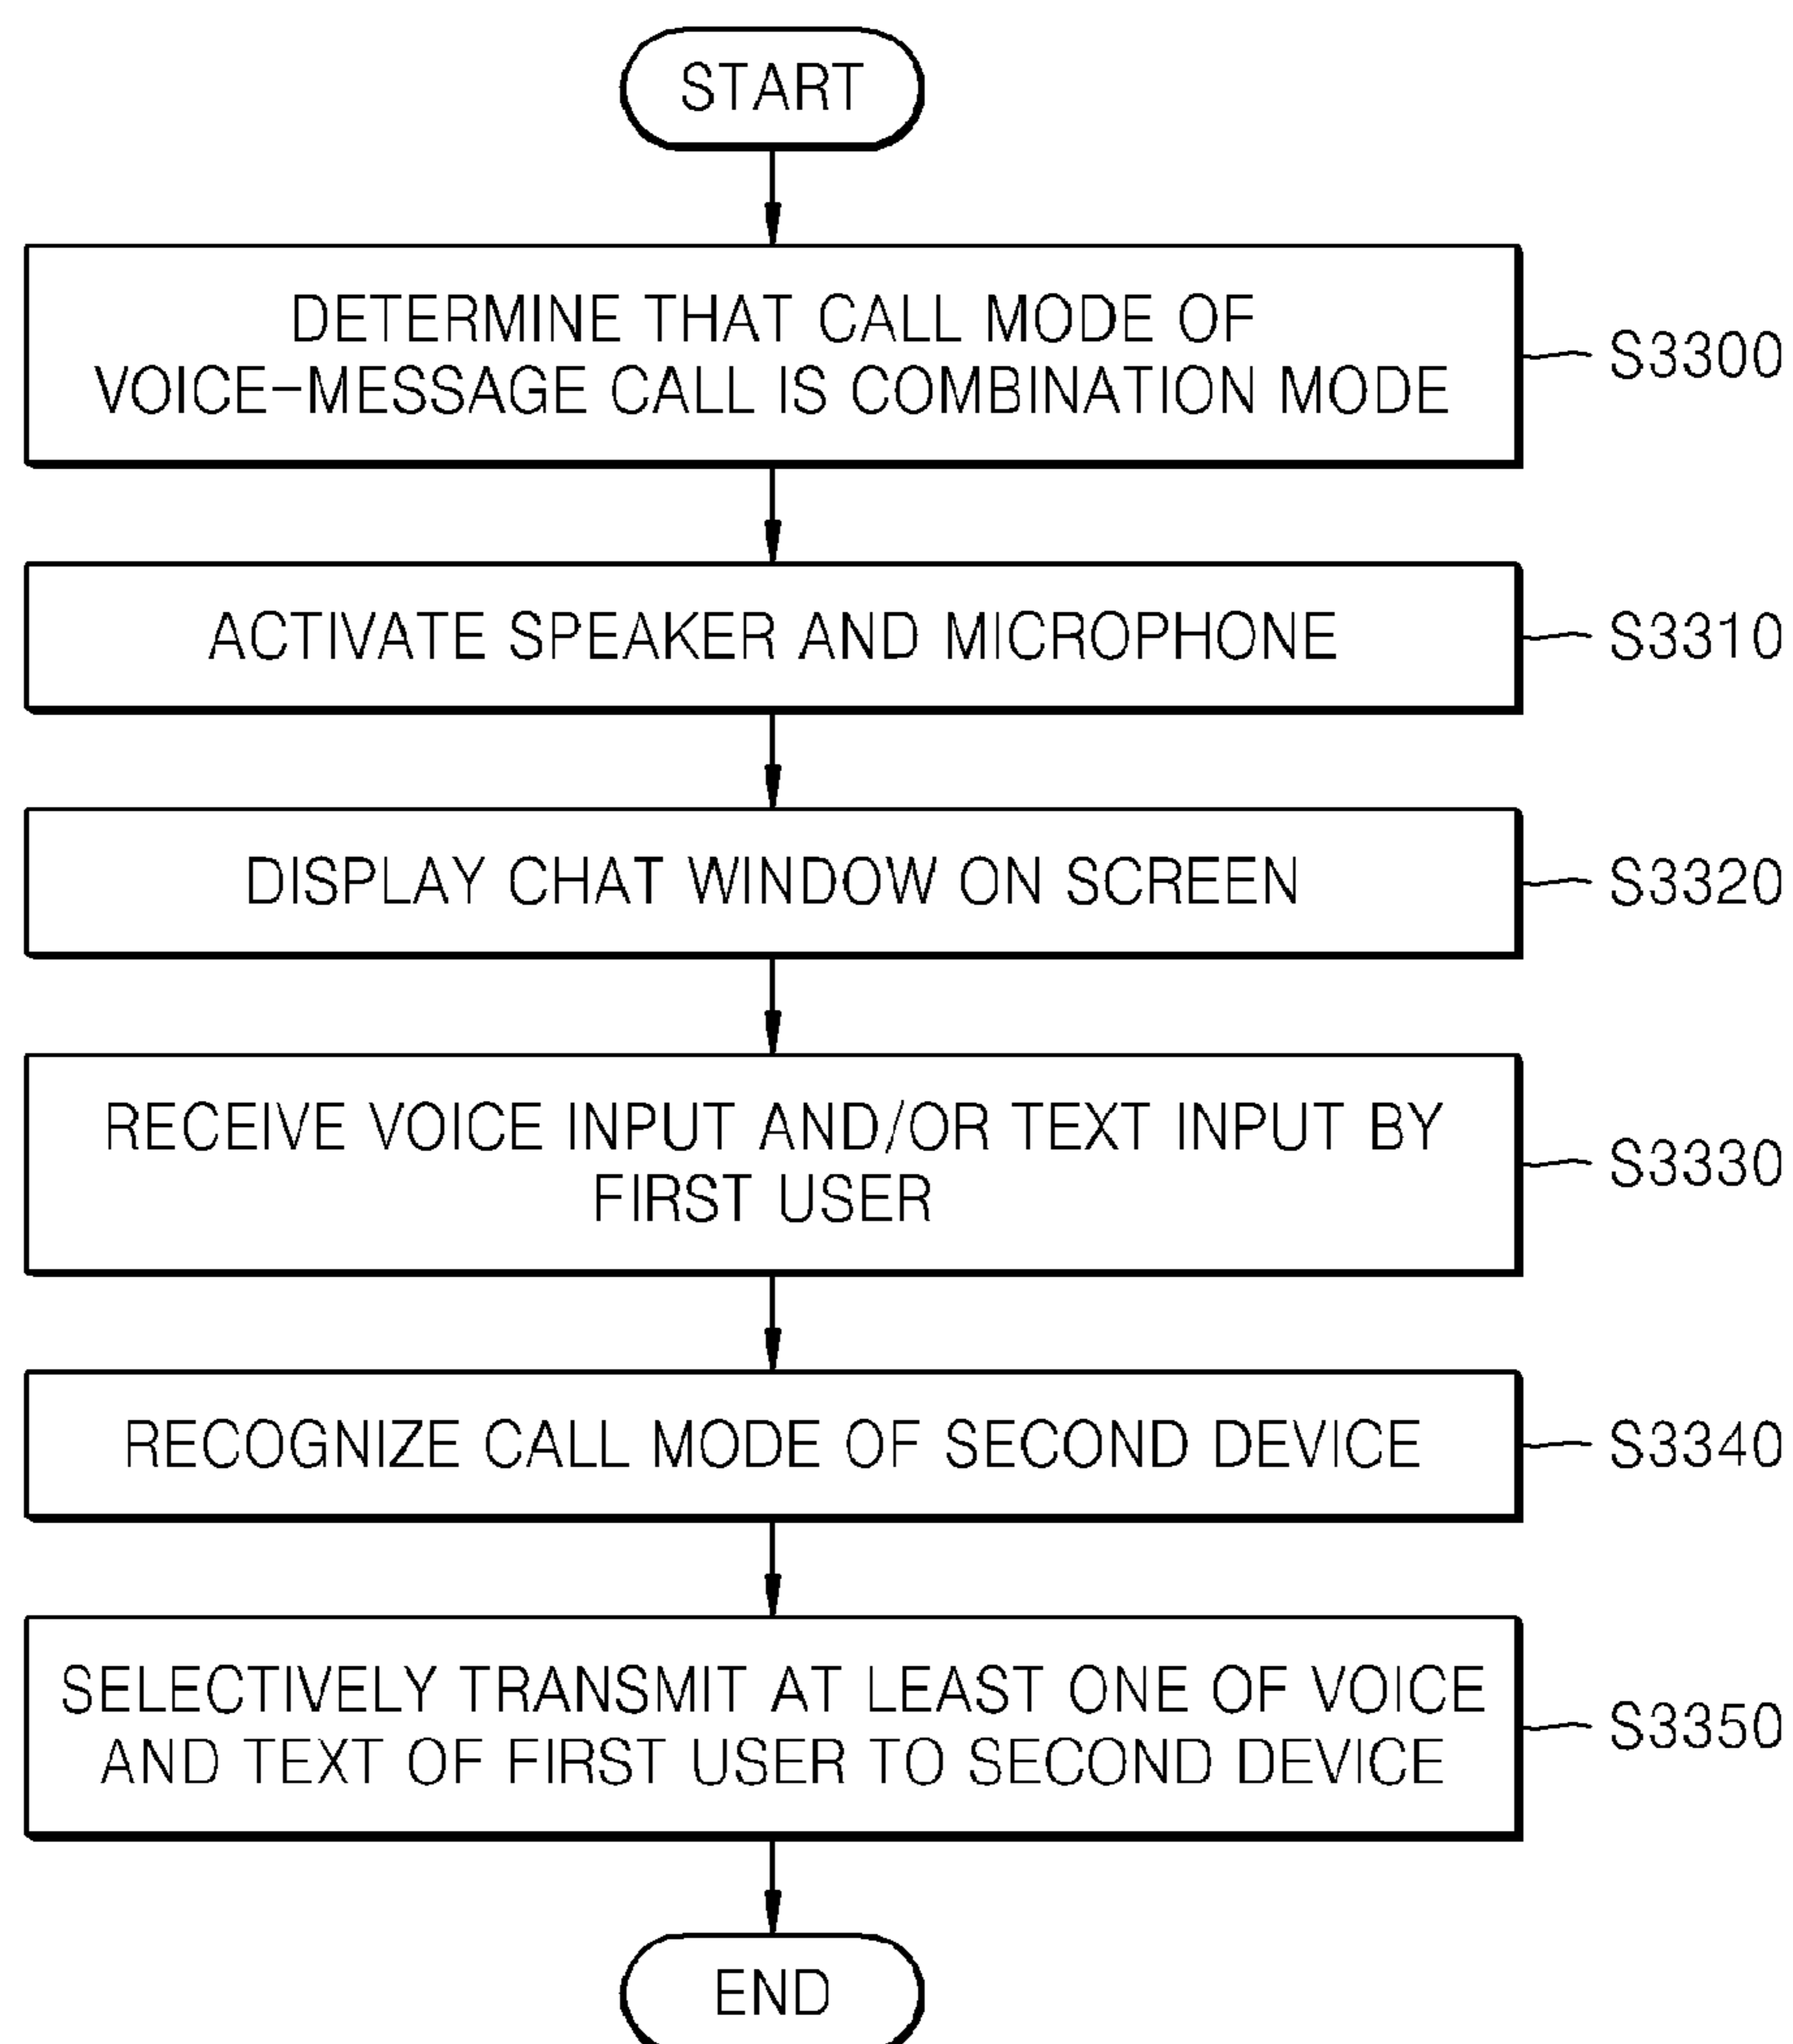 START
DETERMINE THAT CALL MODE OF
VOICE-MESSAGE CALL IS COMBINATION MODE
S3300
ACTIVATE SPEAKER AND MICROPHONE
S3310
DISPLAY CHAT WINDOW ON SCREEN
S3320
RECEIVE VOICE INPUT AND/OR TEXT INPUT BY
FIRST USER
S3330
RECOGNIZE CALL MODE OF SECOND DEVICE
S3340
SELECTIVELY TRANSMIT AT LEAST ONE OF VOICE
AND TEXT OF FIRST USER TO SECOND DEVICE
S3350
END